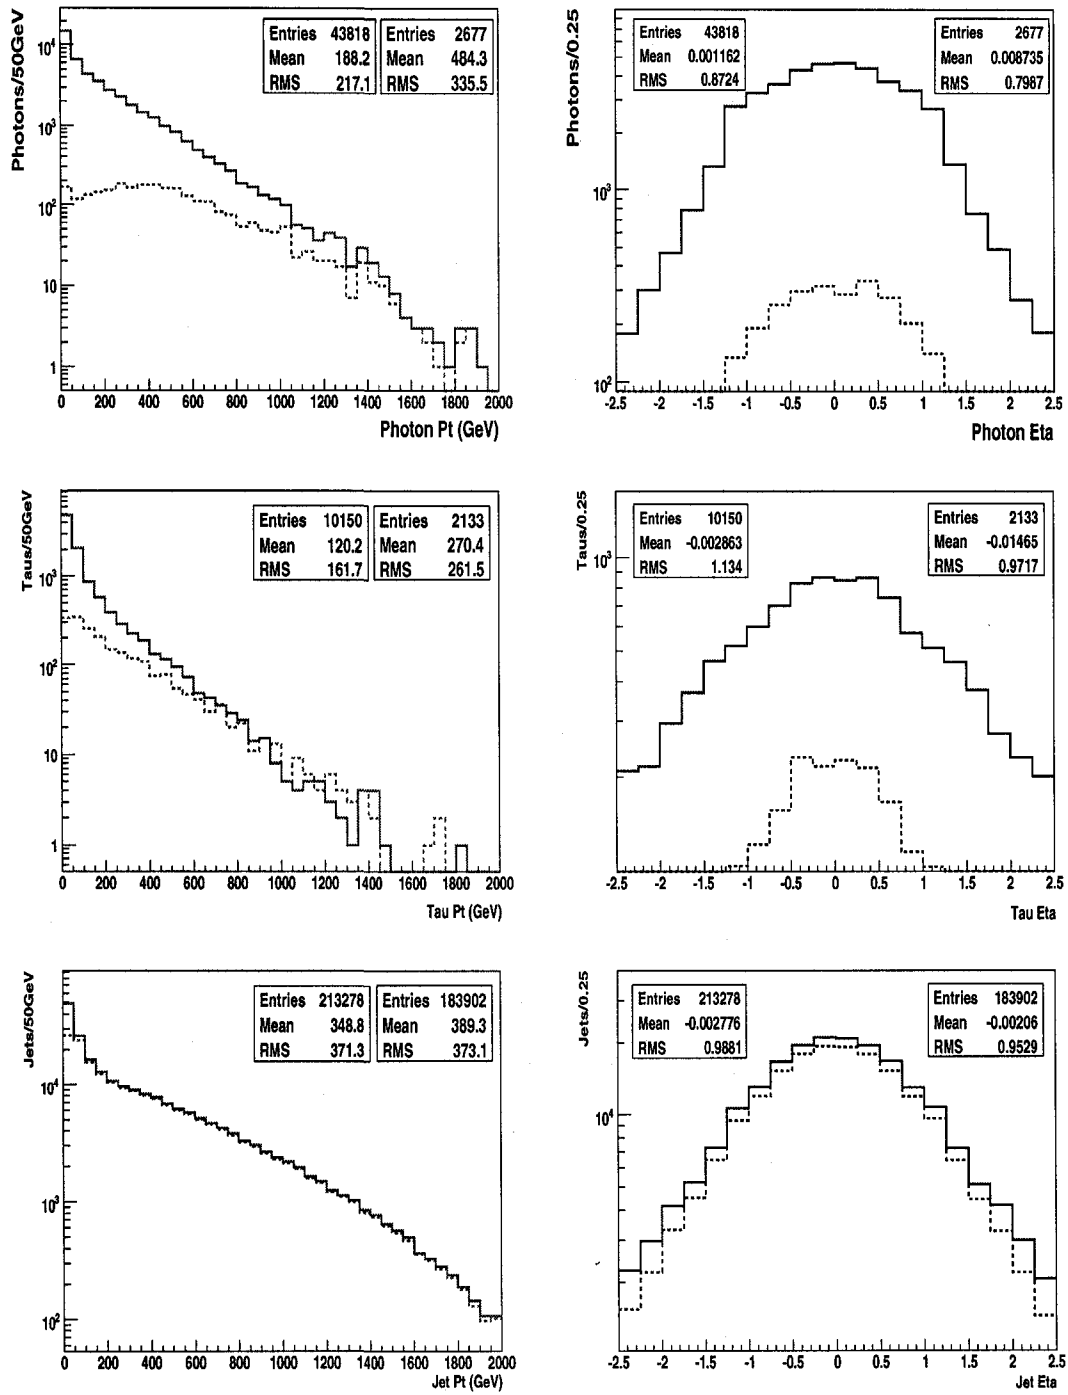 Photons/50GeV
Entries 43818
Mean 188.2
RMS 217.1
Entries 2677
Mean 484.3
RMS 335.5
10⁴
10³
10²
10
1
0 200 400 600 800 1000 1200 1400 1600 1800 2000
Photon Pt (GeV)
Photons/0.25
Entries 43818
Mean 0.001162
RMS 0.8724
Entries 2677
Mean 0.008735
RMS 0.7987
10³
10²
-2.5 -2 -1.5 -1 -0.5 0 0.5 1 1.5 2 2.5
Photon Eta
Taus/50GeV
Entries 10150
Mean 120.2
RMS 161.7
Entries 2133
Mean 270.4
RMS 261.5
10³
10²
10
1
0 200 400 600 800 1000 1200 1400 1600 1800 2000
Tau Pt (GeV)
Taus/0.25
Entries 10150
Mean -0.002863
RMS 1.134
Entries 2133
Mean -0.01465
RMS 0.9717
10³
-2.5 -2 -1.5 -1 -0.5 0 0.5 1 1.5 2 2.5
Tau Eta
Jets/50GeV
Entries 213278
Mean 348.8
RMS 371.3
Entries 183902
Mean 389.3
RMS 373.1
10⁴
10³
10²
0 200 400 600 800 1000 1200 1400 1600 1800 2000
Jet Pt (GeV)
Jets/0.25
Entries 213278
Mean -0.002776
RMS 0.9881
Entries 183902
Mean -0.00206
RMS 0.9529
10⁴
-2.5 -2 -1.5 -1 -0.5 0 0.5 1 1.5 2 2.5
Jet Eta